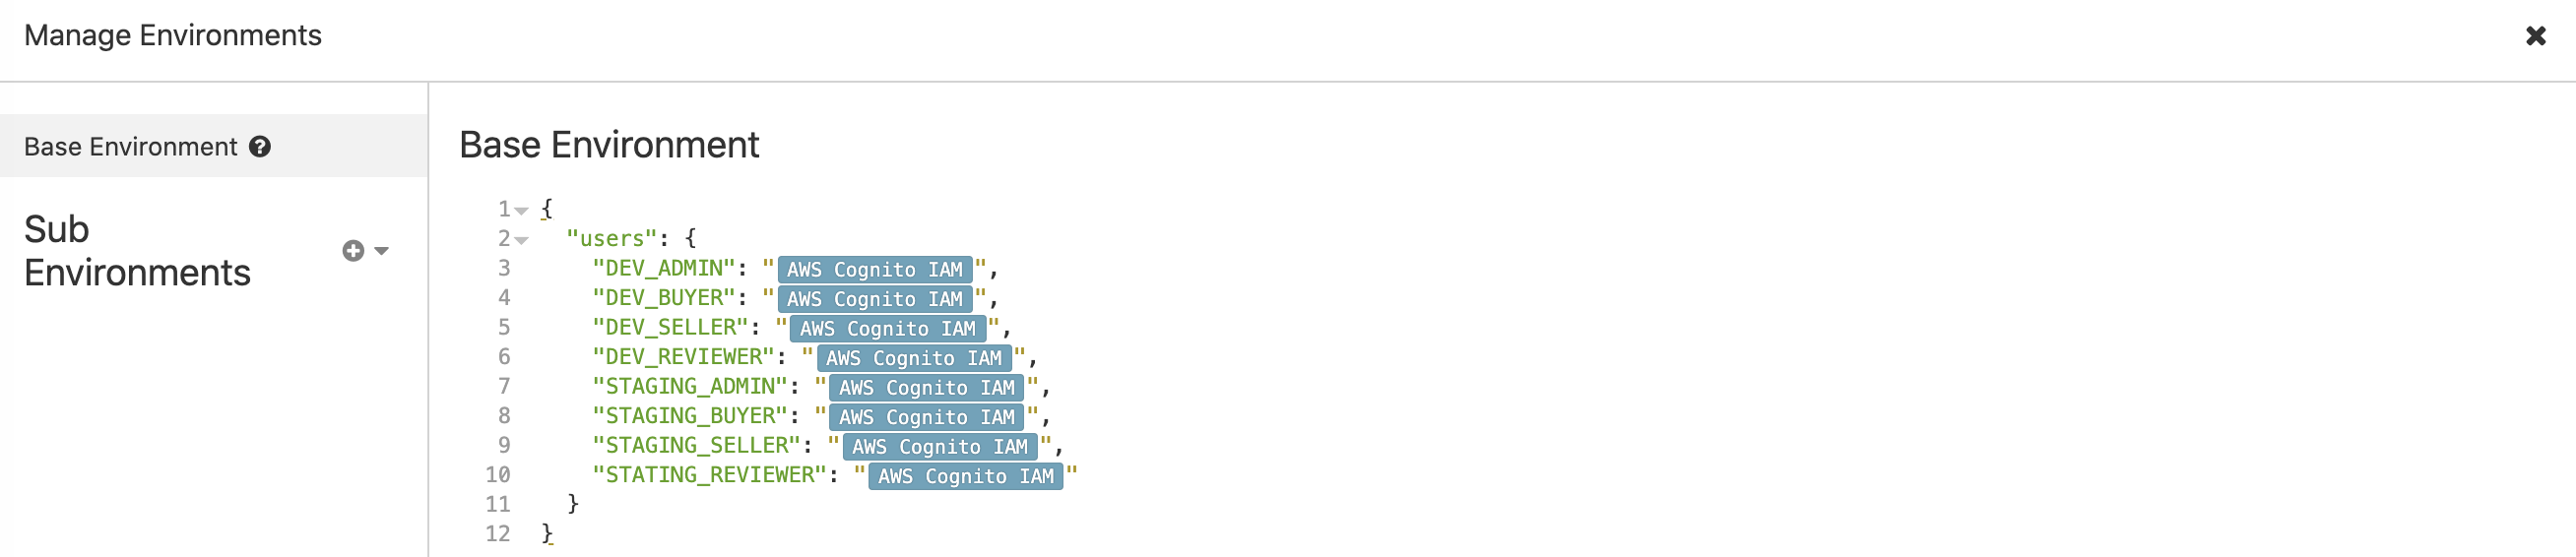 Manage Environments
Base Environment
Sub
Environments
Base Environment
1 {
2 "users": {
3 "DEV_ADMIN": "AWS Cognito IAM",
4 "DEV_BUYER": "AWS Cognito IAM",
5 "DEV_SELLER": "AWS Cognito IAM",
6 "DEV_REVIEWER": "AWS Cognito IAM",
7 "STAGING_ADMIN": "AWS Cognito IAM",
8 "STAGING_BUYER": "AWS Cognito IAM",
9 "STAGING_SELLER": "AWS Cognito IAM",
10 "STATING_REVIEWER": "AWS Cognito IAM"
11 }
12 }